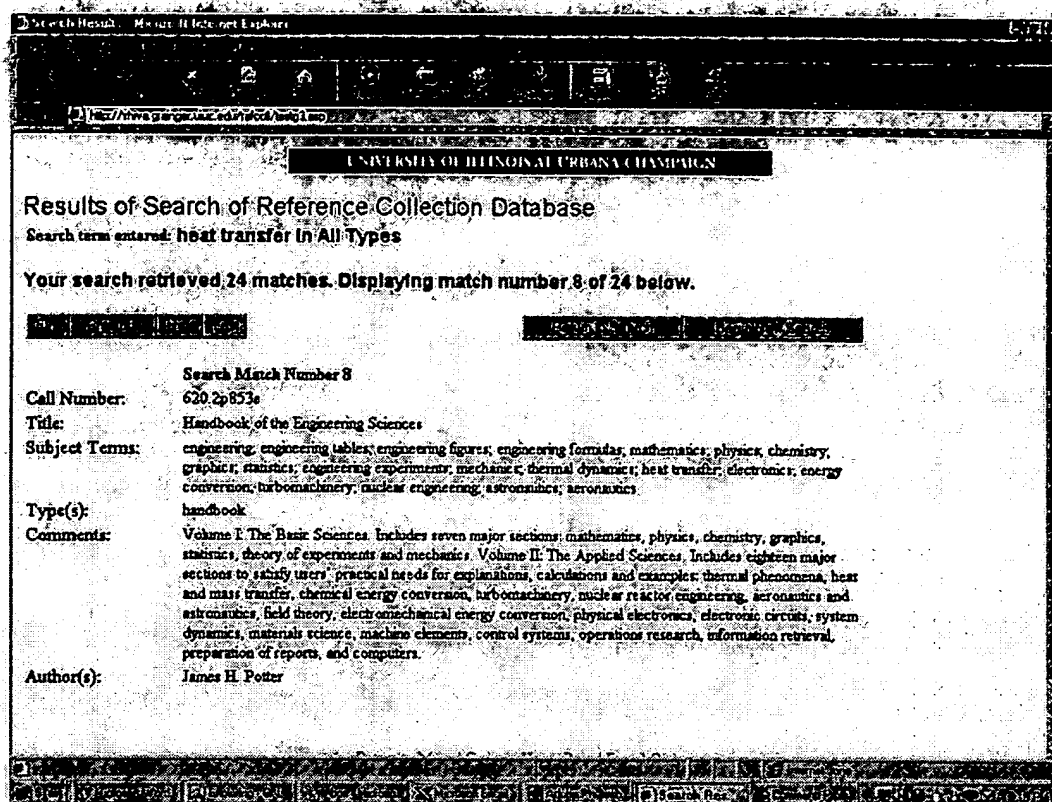 Search Result - Microsoft Internet Explorer
UNIVERSITY OF ILLINOIS AT URBANA CHAMPAIGN
Results of Search of Reference Collection Database
Search term entered: heat transfer in All Types
Your search retrieved 24 matches. Displaying match number 8 of 24 below.
Search Match Number 8
Call Number: 620.2p853e
Title: Handbook of the Engineering Sciences
Subject Terms: engineering; engineering tables; engineering figures; engineering formulas; mathematics; physics; chemistry;
graphics; statistics; engineering experiments; mechanics; thermal dynamics; heat transfer; electronics; energy
convertion; turbomachinery; nuclear engineering; astronautics; aeronautics
Type(s): handbook
Comments: Volume I: The Basic Sciences. Includes seven major sections: mathematics, physics, chemistry, graphics,
statistics, theory of experiments and mechanics. Volume II: The Applied Sciences. Includes eighteen major
sections to satisfy users' practical needs for explanations, calculations and examples: thermal phenomena, heat
and mass transfer, chemical energy conversion, turbomachinery, nuclear reactor engineering, aeronautics and
astronautics, field theory, electromechanical energy conversion, physical electronics, electronic circuits, system
dynamics, materials science, machine elements, control systems, operations research, information retrieval,
preparation of reports, and computers.
Author(s): James H. Potter
Search Res...